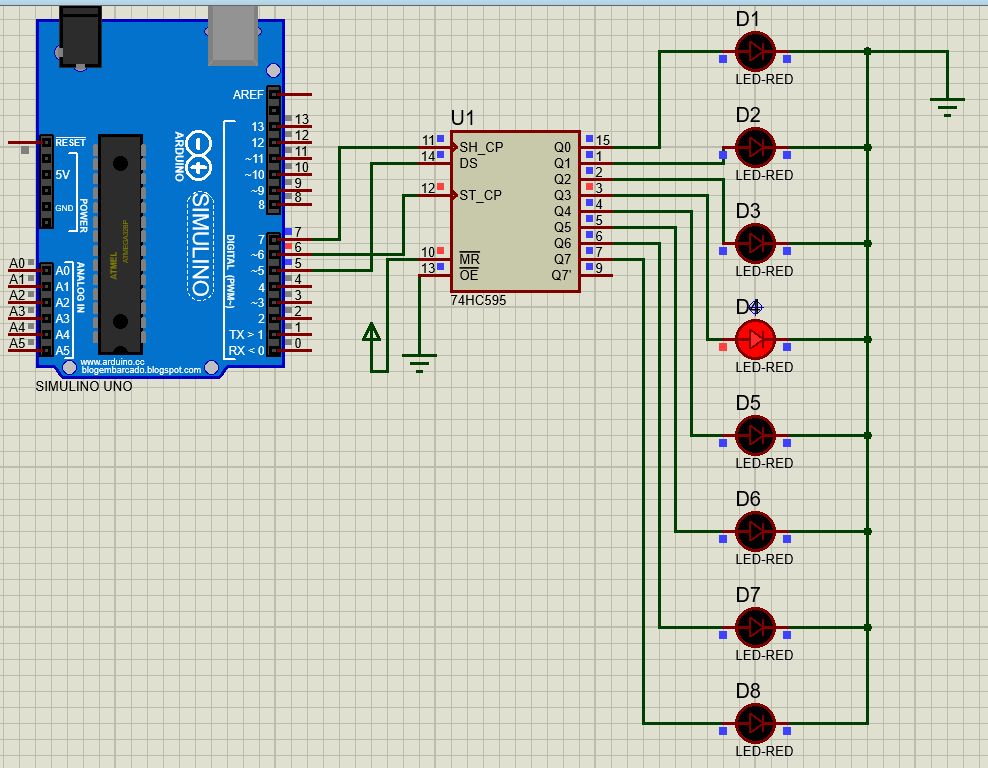 AREF
13 13
12 12
~11 11
~10 10
~9 9
8 8
7 7
~6 6
~5 5
4 4
~3 3
2 2
TX > 1 1
RX < 0 0
RESET
5V
GND
POWER
A0 A0
A1 A1
A2 A2
A3 A3
A4 A4
A5 A5
ANALOG IN
ATMEL
ATMEGA328P
ARDUINO
SIMULINO
DIGITAL (PWM~)
www.arduino.cc
blogembarcado.blogspot.com
SIMULINO UNO
U1
11 SH_CP Q0 15
14 DS Q1 1
Q2 2
12 ST_CP Q3 3
Q4 4
Q5 5
Q6 6
10 MR Q7 7
13 OE Q7' 9
74HC595
D1
LED-RED
D2
LED-RED
D3
LED-RED
D4
LED-RED
D5
LED-RED
D6
LED-RED
D7
LED-RED
D8
LED-RED